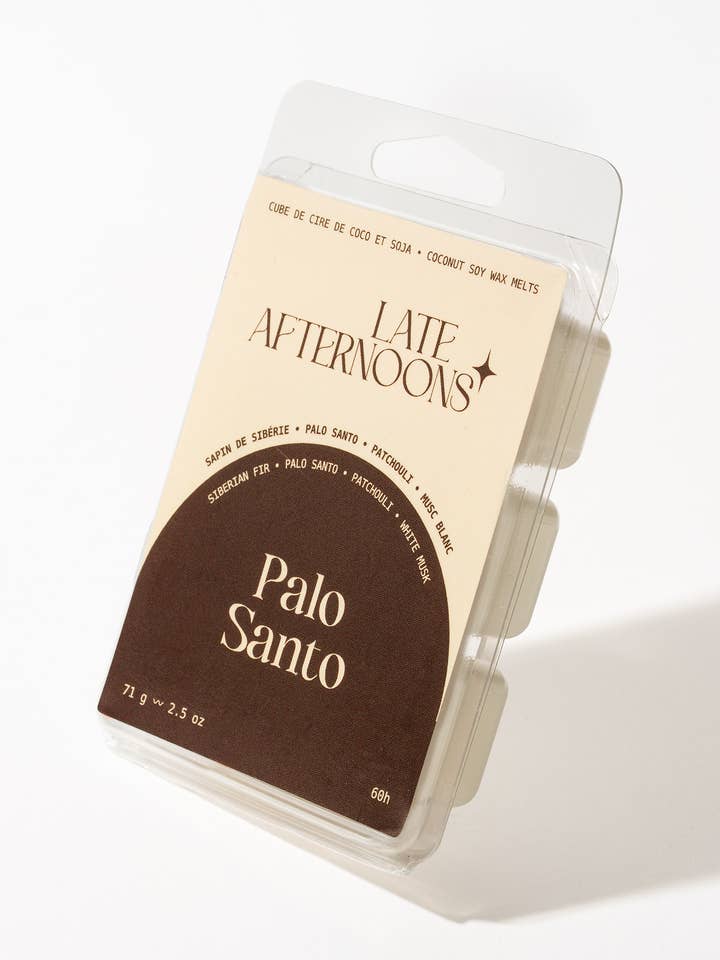 CUBE DE CIRE DE COCO ET SOJA • COCONUT SOY WAX MELTS
LATE
AFTERNOONS
SAPIN DE SIBÉRIE • PALO SANTO • PATCHOULI • MUSC BLANC
SIBERIAN FIR • PALO SANTO • PATCHOULI • WHITE MUSK
Palo
Santo
71 g ~ 2.5 oz
60h